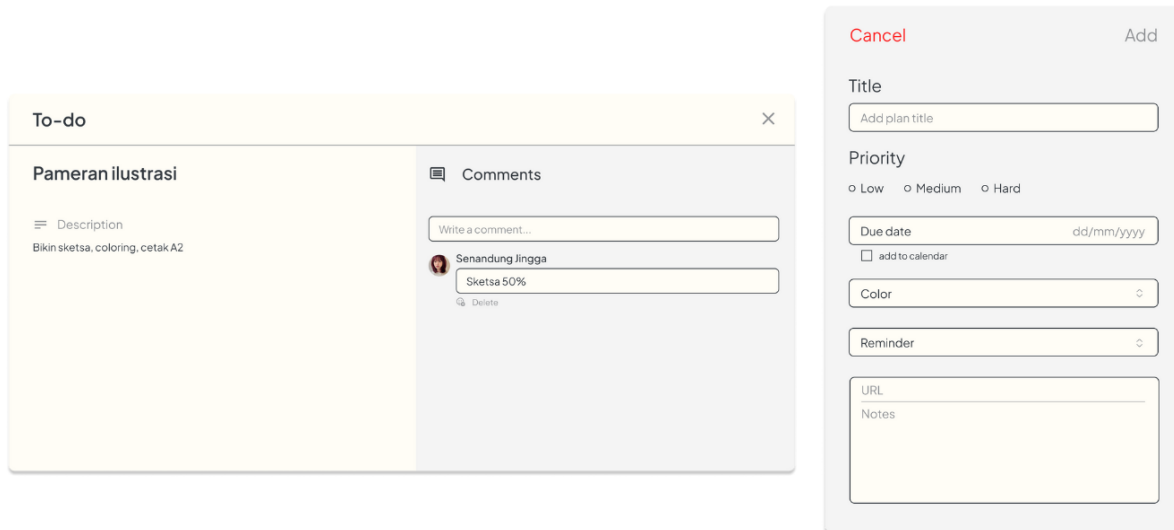 To-do
Pameran ilustrasi
Description
Bikin sketsa, coloring, cetak A2
Comments
Write a comment...
Senandung Jingga
Sketsa 50%
Delete
Cancel
Add
Title
Add plan title
Priority
Low Medium Hard
Due date dd/mm/yyyy
add to calendar
Color
Reminder
URL
Notes